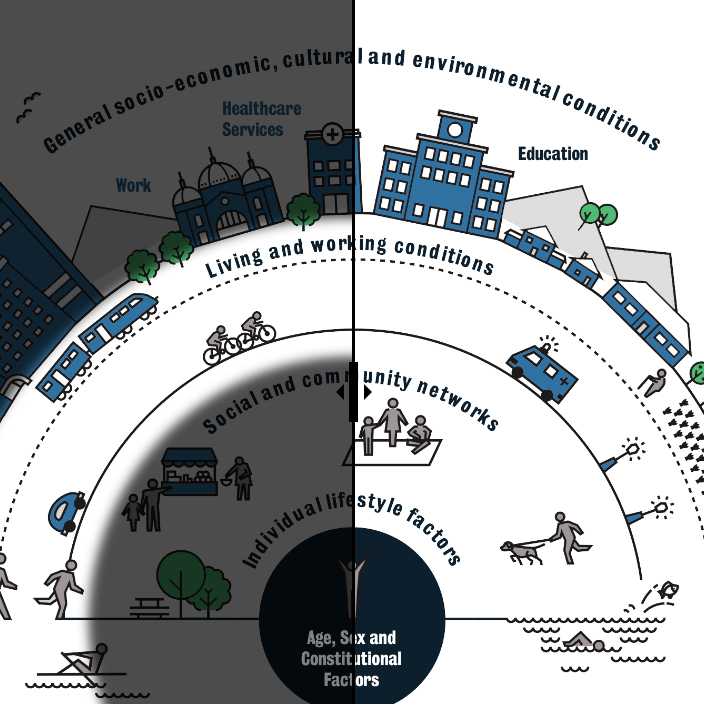 General socio-economic, cultural and environmental conditions
Healthcare
Services
Education
Work
Living and working conditions
Social and community networks
Individual lifestyle factors
Age, Sex and
Constitutional
Factors